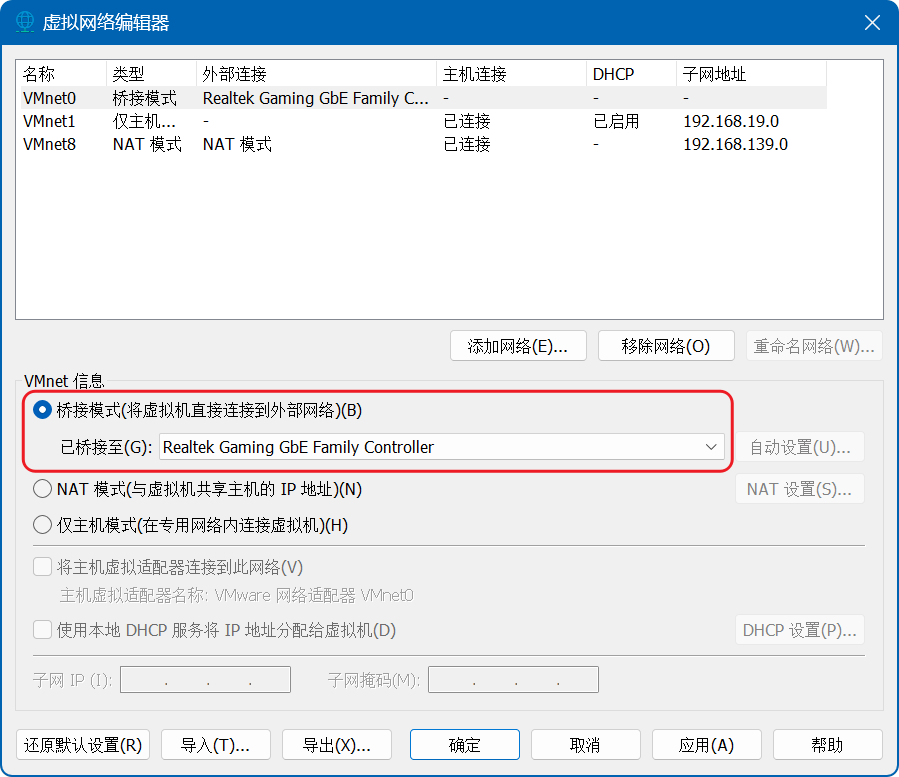 虚拟网络编辑器
名称 类型 外部连接 主机连接 DHCP 子网地址
VMnet0 桥接模式 Realtek Gaming GbE Family C... - - -
VMnet1 仅主机... - 已连接 已启用 192.168.19.0
VMnet8 NAT 模式 NAT 模式 已连接 - 192.168.139.0
添加网络(E)... 移除网络(O) 重命名网络(W)...
VMnet 信息
桥接模式(将虚拟机直接连接到外部网络)(B)
已桥接至(G): Realtek Gaming GbE Family Controller 自动设置(U)...
NAT 模式(与虚拟机共享主机的 IP 地址)(N) NAT 设置(S)...
仅主机模式(在专用网络内连接虚拟机)(H)
将主机虚拟适配器连接到此网络(V)
主机虚拟适配器名称: VMware 网络适配器 VMnet0
使用本地 DHCP 服务将 IP 地址分配给虚拟机(D) DHCP 设置(P)...
子网 IP (I): . . . 子网掩码(M): . . .
还原默认设置(R) 导入(T)... 导出(X)... 确定 取消 应用(A) 帮助